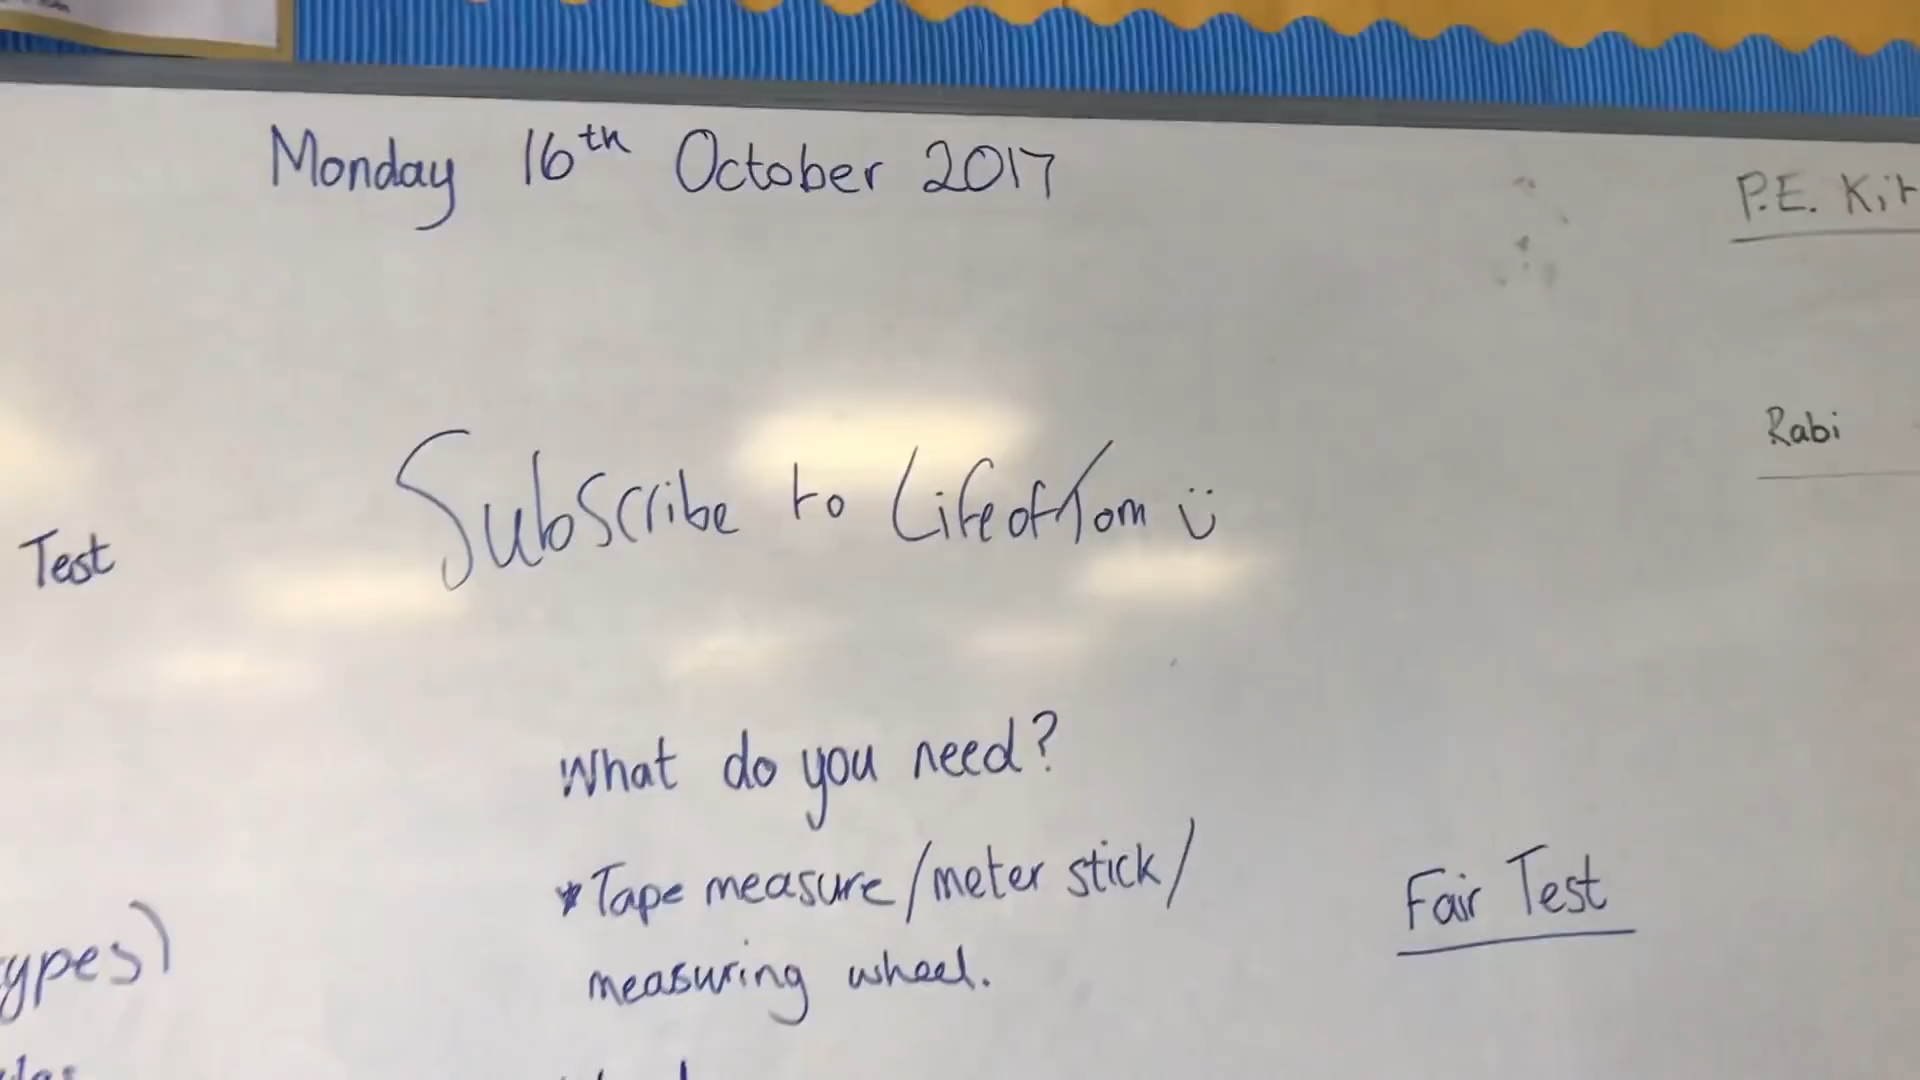 Monday 16th October 2017
P.E. Kit
Subscribe to LifeofTom ü
Rabi
Test
What do you need?
* Tape measure/meter stick/
measuring wheel.
Fair Test
ypes)